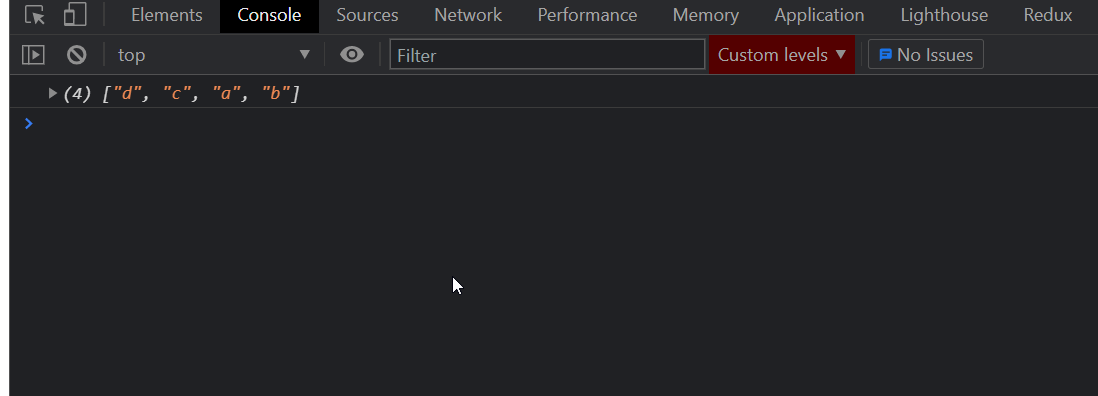 Elements Console Sources Network Performance Memory Application Lighthouse Redux
top Filter Custom levels No Issues
(4) ["d", "c", "a", "b"]